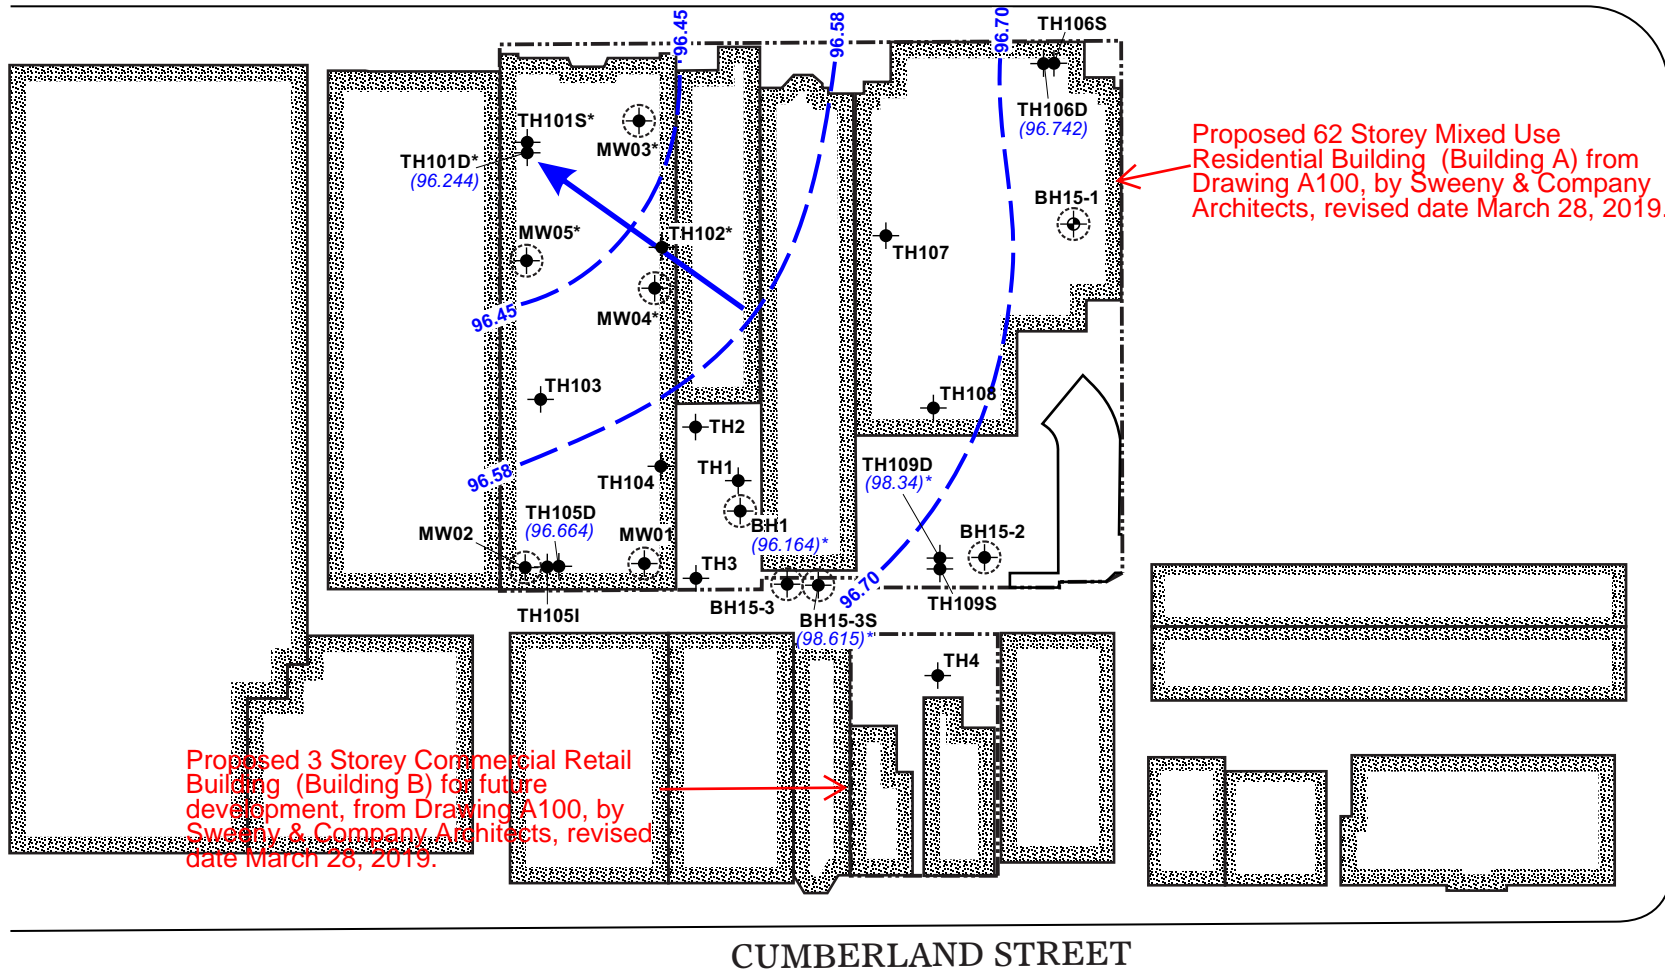 96.45
96.58
96.70
TH106S
TH101S*
MW03*
TH101D*
(96.244)
TH106D
(96.742)
Proposed 62 Storey Mixed Use
Residential Building (Building A) from
Drawing A100, by Sweeny & Company
Architects, revised date March 28, 2019.
BH15-1
MW05*
TH102*
TH107
MW04*
96.45
TH103
TH108
TH2
96.58
TH104
TH1
TH109D
(98.34)*
TH105D
(96.664)
MW02
MW01
BH1
(96.164)*
BH15-2
TH3
96.70
TH105I
BH15-3
TH109S
BH15-3S
(98.615)*
TH4
Proposed 3 Storey Commercial Retail
Building (Building B) for future
development, from Drawing A100, by
Sweeny & Company Architects, revised
date March 28, 2019.
CUMBERLAND STREET